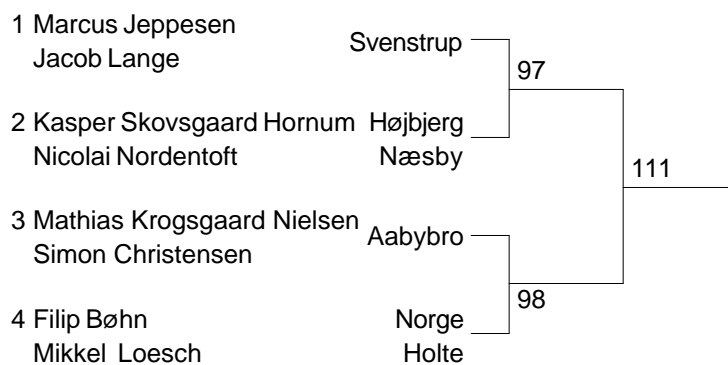 1 Marcus Jeppesen
Jacob Lange
Svenstrup
97
2 Kasper Skovsgaard Hornum Højbjerg
Nicolai Nordentoft Næsby
111
3 Mathias Krogsgaard Nielsen
Simon Christensen
Aabybro
98
4 Filip Bøhn Norge
Mikkel Loesch Holte